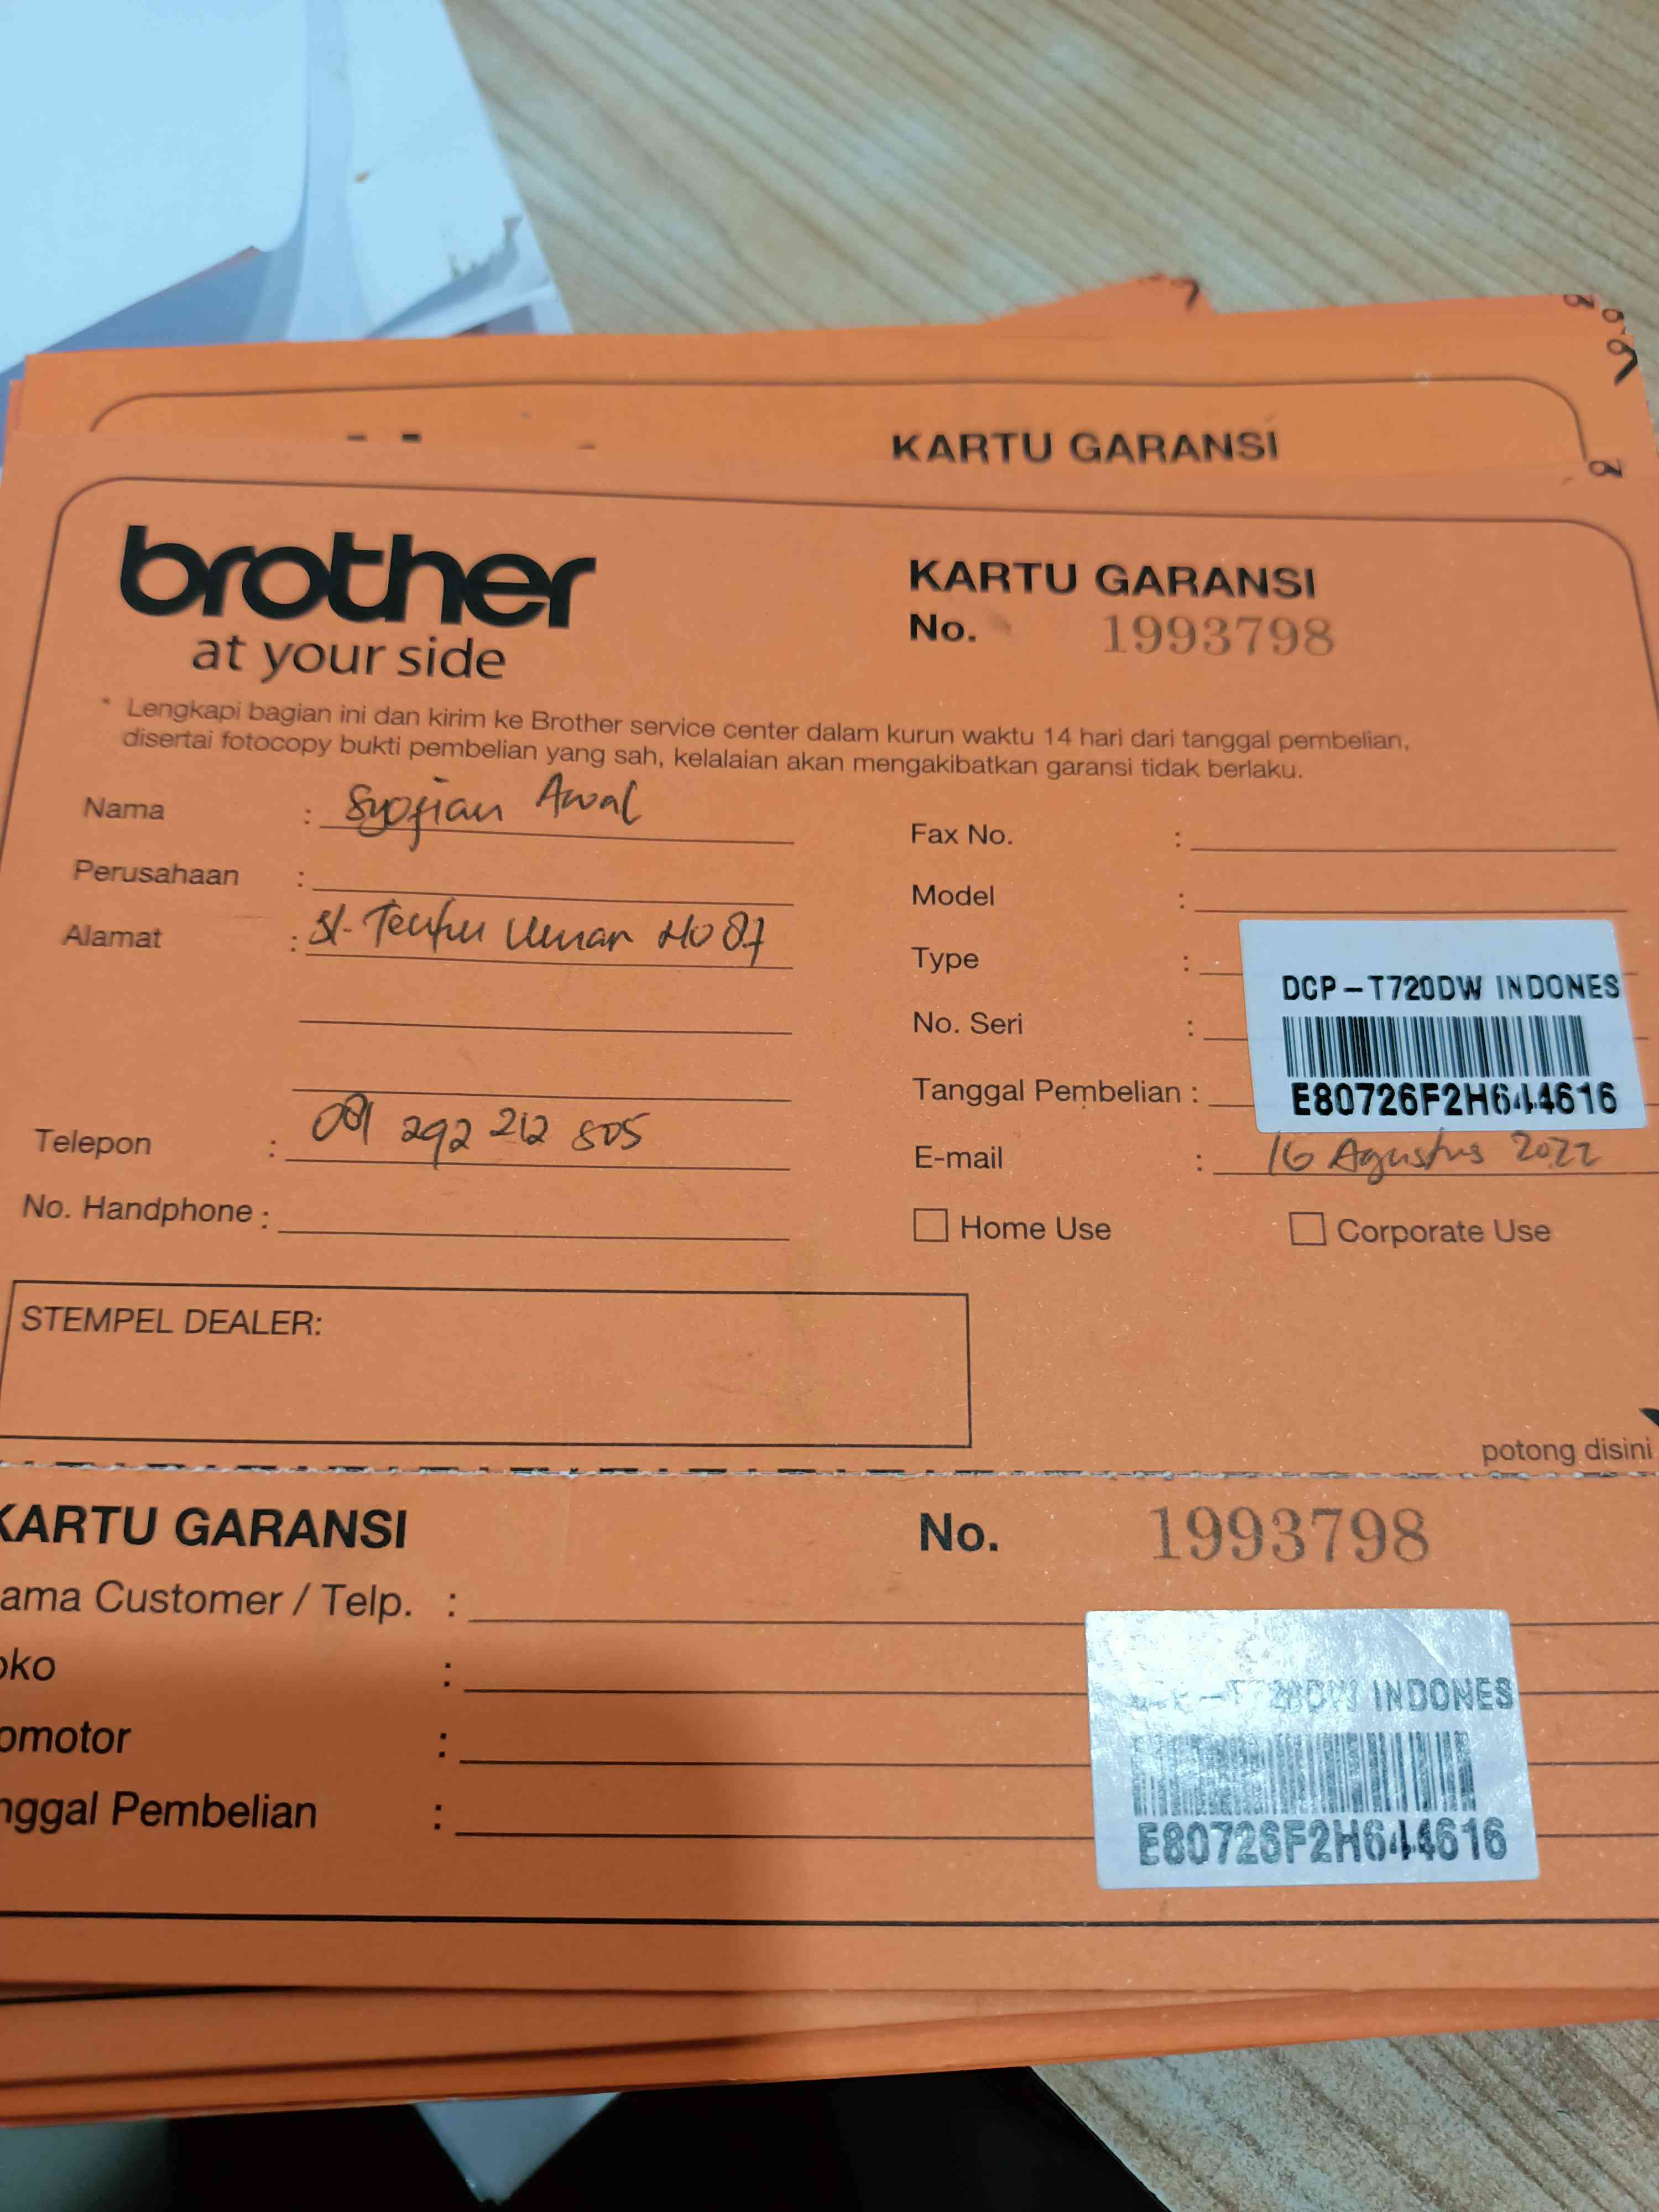 KARTU GARANSI
brother
at your side
KARTU GARANSI
No. 1993798
* Lengkapi bagian ini dan kirim ke Brother service center dalam kurun waktu 14 hari dari tanggal pembelian,
disertai fotocopy bukti pembelian yang sah, kelalaian akan mengakibatkan garansi tidak berlaku.
Nama : Syofian Awal
Perusahaan :
Alamat : Jl. Teuku Umar No 87
Telepon : 081 292 212 505
No. Handphone :
Fax No. :
Model :
Type :
No. Seri :
Tanggal Pembelian :
DCP-T720DW INDONES
E80726F2H644616
E-mail : 16 Agustus 2022
Home Use Corporate Use
STEMPEL DEALER:
potong disini
KARTU GARANSI No. 1993798
ama Customer / Telp. :
oko :
omotor :
nggal Pembelian :
INDONES
E80726F2H644616